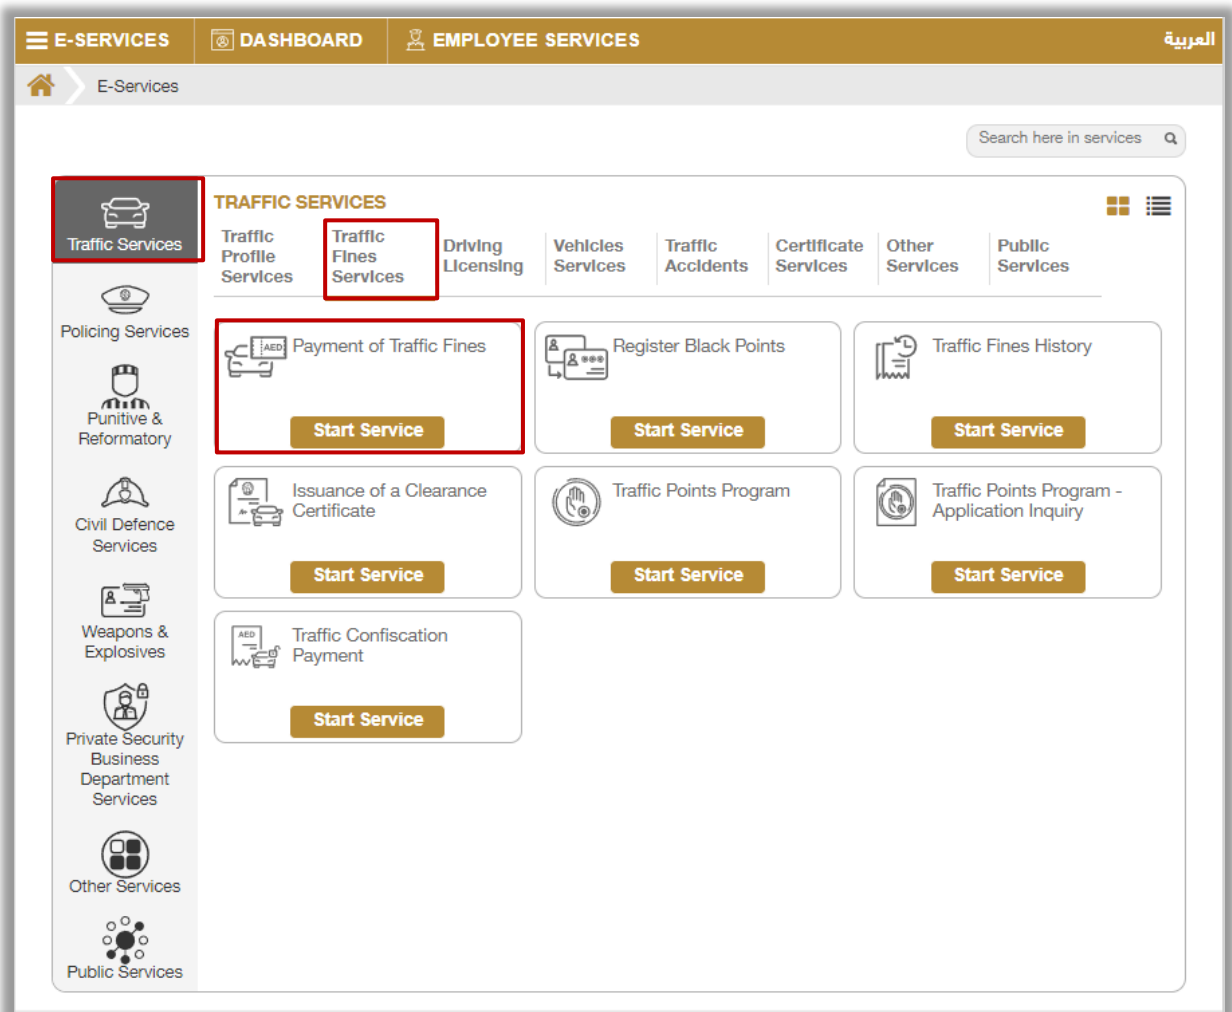 E-SERVICES
DASHBOARD
EMPLOYEE SERVICES
العربية
E-Services
Search here in services
Traffic Services
Policing Services
Punitive &
Reformatory
Civil Defence
Services
Weapons &
Explosives
Private Security
Business
Department
Services
Other Services
Public Services
TRAFFIC SERVICES
Traffic
Profile
Services
Traffic
Fines
Services
Driving
Licensing
Vehicles
Services
Traffic
Accidents
Certificate
Services
Other
Services
Public
Services
AED
Payment of Traffic Fines
Start Service
Register Black Points
Start Service
Traffic Fines History
Start Service
Issuance of a Clearance
Certificate
Start Service
Traffic Points Program
Start Service
Traffic Points Program -
Application Inquiry
Start Service
AED
Traffic Confiscation
Payment
Start Service